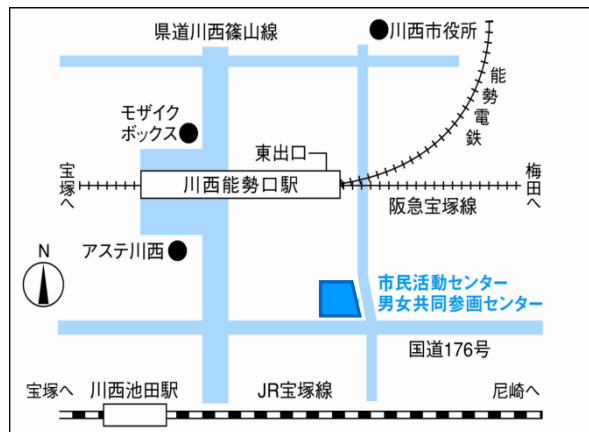 県道川西篠山線
川西市役所
能勢電鉄
モザイク
ボックス
東出口
宝塚へ
川西能勢口駅
梅田へ
阪急宝塚線
アステ川西
N
市民活動センター
男女共同参画センター
国道176号
宝塚へ
川西池田駅
JR宝塚線
尼崎へ